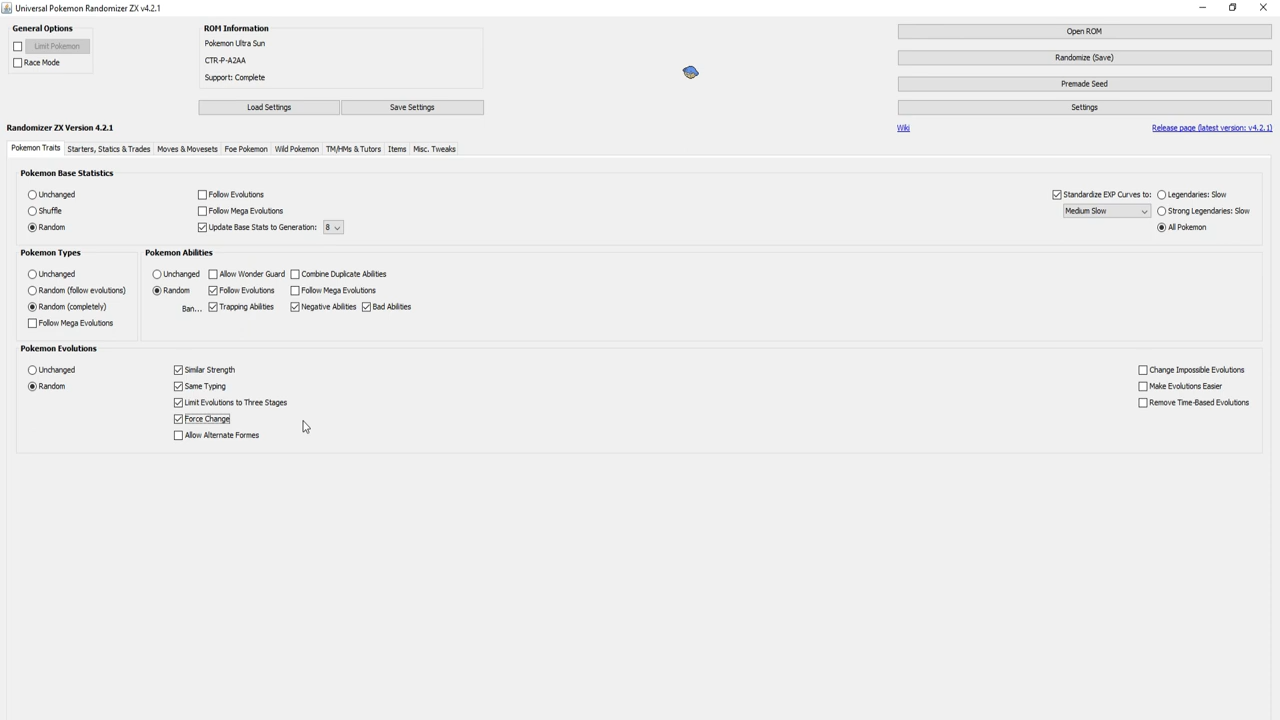 Universal Pokemon Randomizer ZX v4.2.1
General Options
Limit Pokemon
Race Mode
ROM Information
Pokemon Ultra Sun
CTR-P-A2AA
Support: Complete
Load Settings
Save Settings
Open ROM
Randomize (Save)
Premade Seed
Settings
Randomizer ZX Version 4.2.1
Wiki
Release page (latest version: v4.2.1)
Pokemon Traits
Starters, Statics & Trades
Moves & Movesets
Foe Pokemon
Wild Pokemon
TM/HMs & Tutors
Items
Misc. Tweaks
Pokemon Base Statistics
Unchanged
Shuffle
Random
Follow Evolutions
Follow Mega Evolutions
Update Base Stats to Generation: 8
Standardize EXP Curves to:
Medium Slow
Legendaries: Slow
Strong Legendaries: Slow
All Pokemon
Pokemon Types
Unchanged
Random (follow evolutions)
Random (completely)
Follow Mega Evolutions
Pokemon Abilities
Unchanged
Random
Allow Wonder Guard
Combine Duplicate Abilities
Follow Evolutions
Follow Mega Evolutions
Ban...
Trapping Abilities
Negative Abilities
Bad Abilities
Pokemon Evolutions
Unchanged
Random
Similar Strength
Same Typing
Limit Evolutions to Three Stages
Force Change
Allow Alternate Formes
Change Impossible Evolutions
Make Evolutions Easier
Remove Time-Based Evolutions